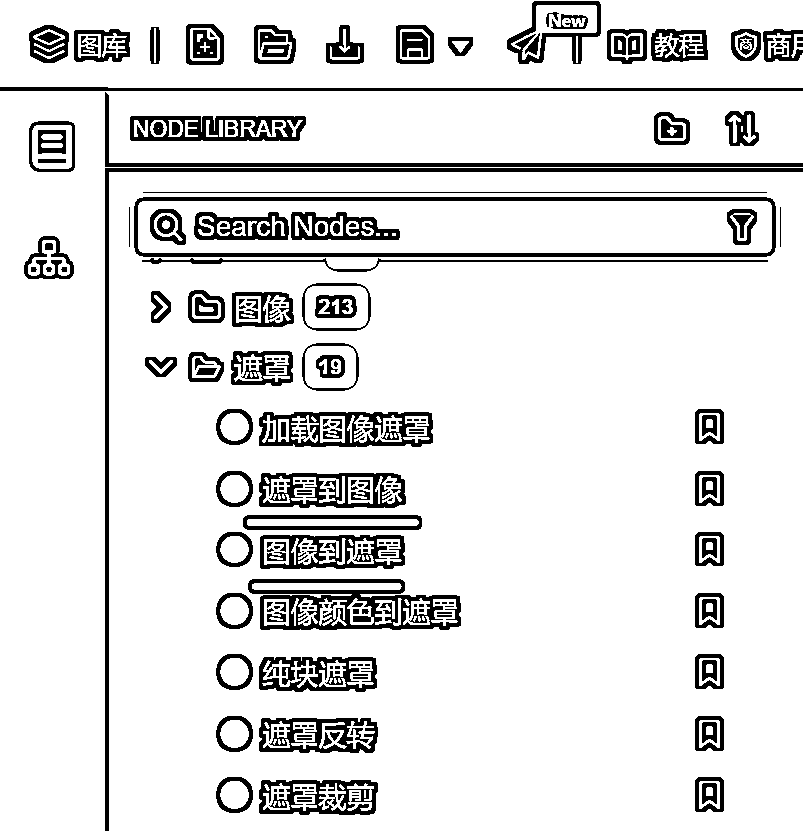 图库 New 教程 商用
NODE LIBRARY
Search Nodes...
图像 213
遮罩 19
加载图像遮罩
遮罩到图像
图像到遮罩
图像颜色到遮罩
纯块遮罩
遮罩反转
遮罩裁剪